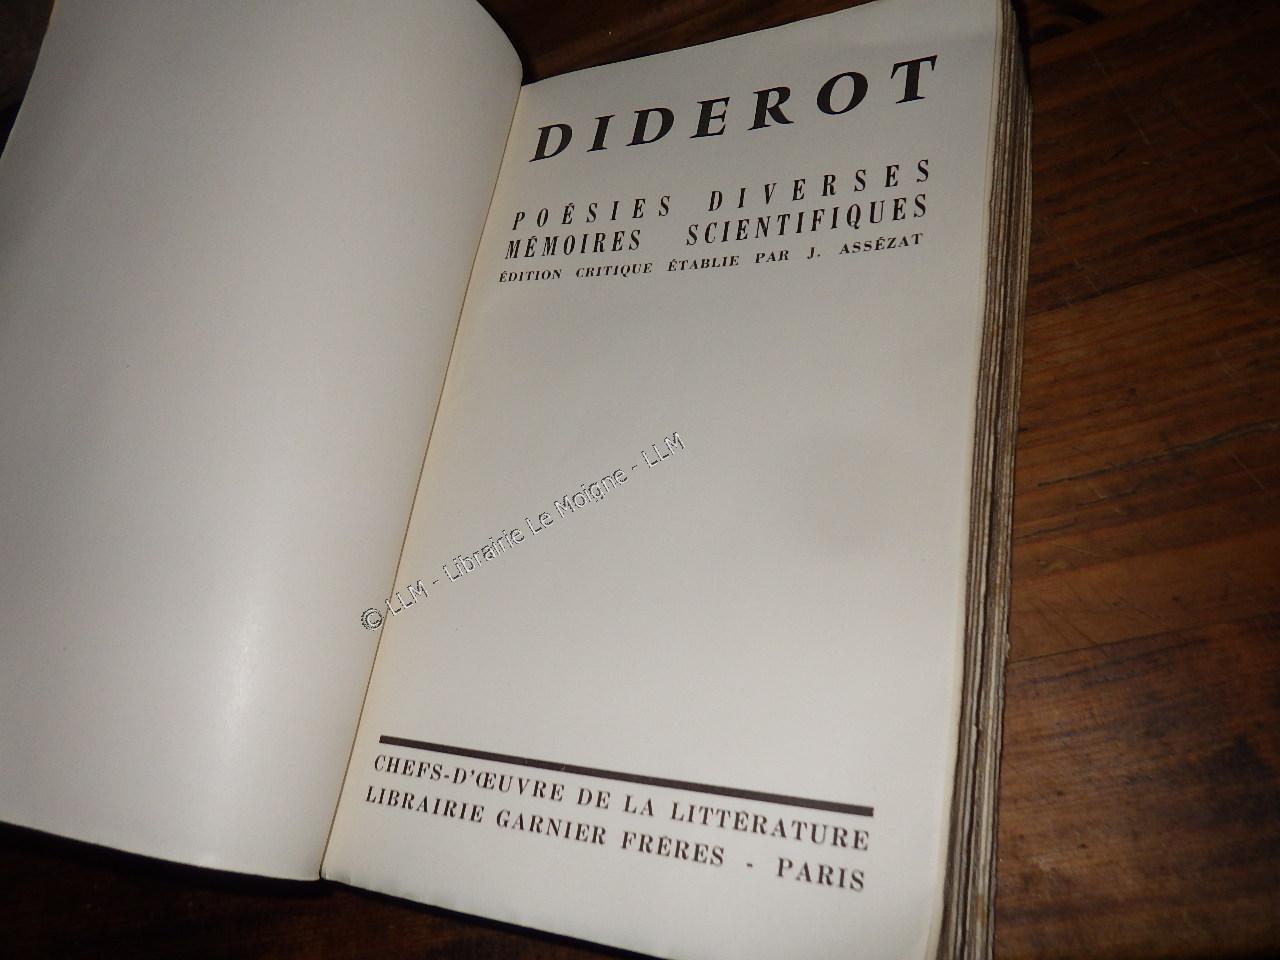 DIDEROT
POÉSIES DIVERSES
MÉMOIRES SCIENTIFIQUES
ÉDITION CRITIQUE ÉTABLIE PAR J. ASSÉZAT
© LLM - Librairie Le Moigne - LLM
CHEFS-D'ŒUVRE DE LA LITTÉRATURE
LIBRAIRIE GARNIER FRÈRES - PARIS